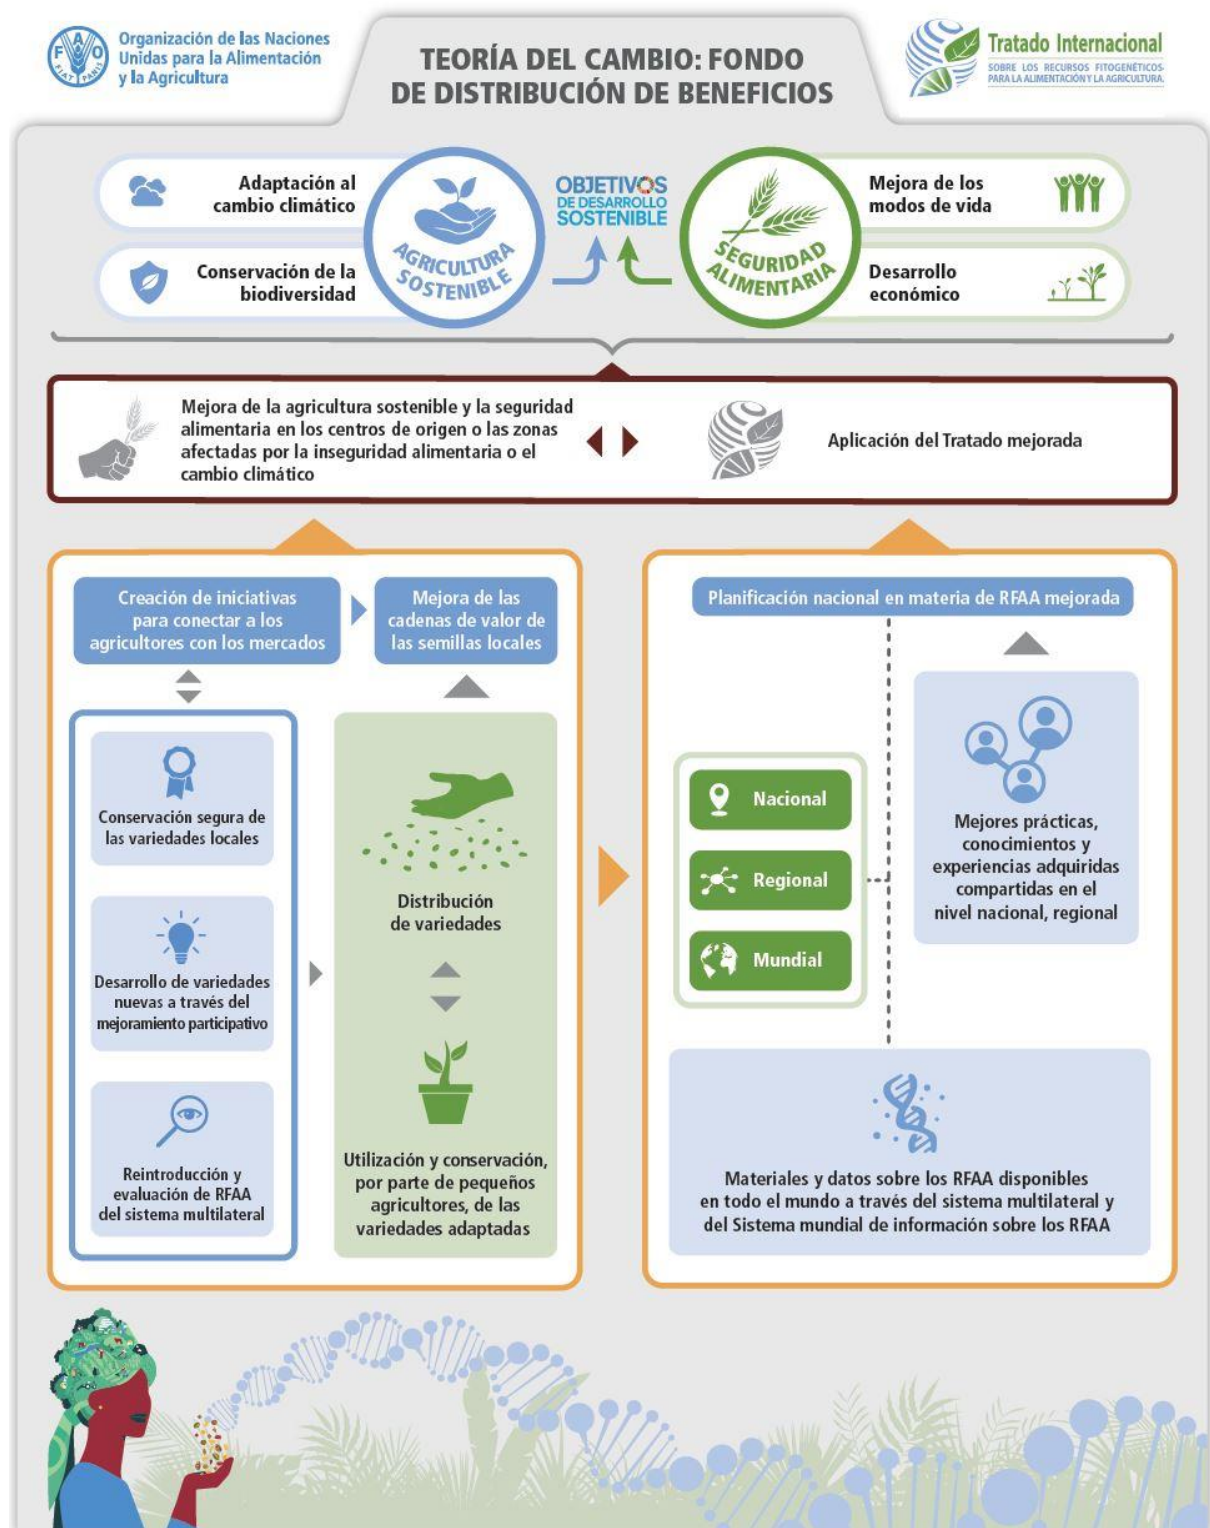 FAO
FIAT PANIS
Organización de las Naciones
Unidas para la Alimentación
y la Agricultura
TEORÍA DEL CAMBIO: FONDO
DE DISTRIBUCIÓN DE BENEFICIOS
Tratado Internacional
SOBRE LOS RECURSOS FITOGENÉTICOS
PARA LA ALIMENTACIÓN Y LA AGRICULTURA.
Adaptación al
cambio climático
Conservación de la
biodiversidad
AGRICULTURA
SOSTENIBLE
OBJETIVOS
DE DESARROLLO
SOSTENIBLE
SEGURIDAD
ALIMENTARIA
Mejora de los
modos de vida
Desarrollo
económico
Mejora de la agricultura sostenible y la seguridad
alimentaria en los centros de origen o las zonas
afectadas por la inseguridad alimentaria o el
cambio climático
Aplicación del Tratado mejorada
Creación de iniciativas
para conectar a los
agricultores con los mercados
Mejora de las
cadenas de valor de
las semillas locales
Conservación segura de
las variedades locales
Desarrollo de variedades
nuevas a través del
mejoramiento participativo
Reintroducción y
evaluación de RFAA
del sistema multilateral
Distribución
de variedades
Utilización y conservación,
por parte de pequeños
agricultores, de las
variedades adaptadas
Planificación nacional en materia de RFAA mejorada
Nacional
Regional
Mundial
Mejores prácticas,
conocimientos y
experiencias adquiridas
compartidas en el
nivel nacional, regional
Materiales y datos sobre los RFAA disponibles
en todo el mundo a través del sistema multilateral y
del Sistema mundial de información sobre los RFAA